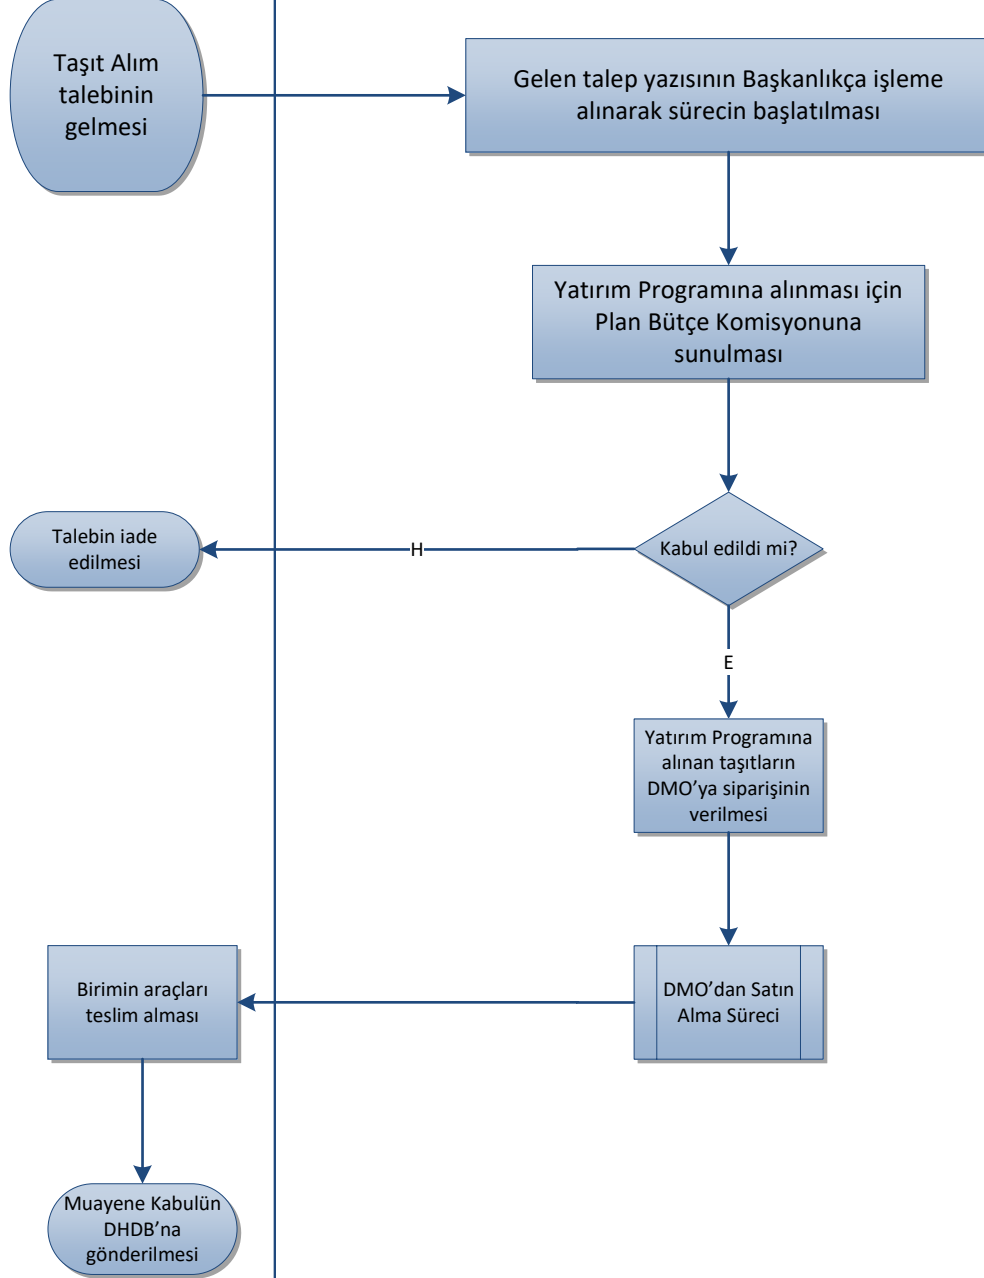 Taşıt Alım
talebinin
gelmesi
Gelen talep yazısının Başkanlıkça işleme
alınarak sürecin başlatılması
Yatırım Programına alınması için
Plan Bütçe Komisyonuna
sunulması
Kabul edildi mi?
H
Talebin iade
edilmesi
E
Yatırım Programına
alınan taşıtların
DMO’ya siparişinin
verilmesi
DMO’dan Satın
Alma Süreci
Birimin araçları
teslim alması
Muayene Kabulün
DHDB’na
gönderilmesi